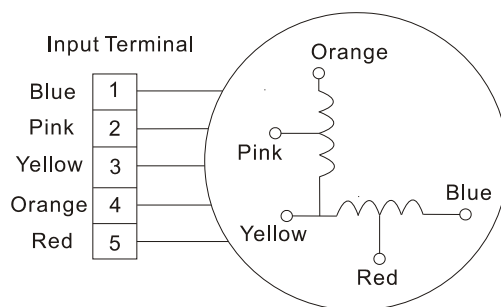 Input Terminal
Blue 1
Pink 2
Yellow 3
Orange 4
Red 5
Orange
Pink
Yellow
Blue
Red